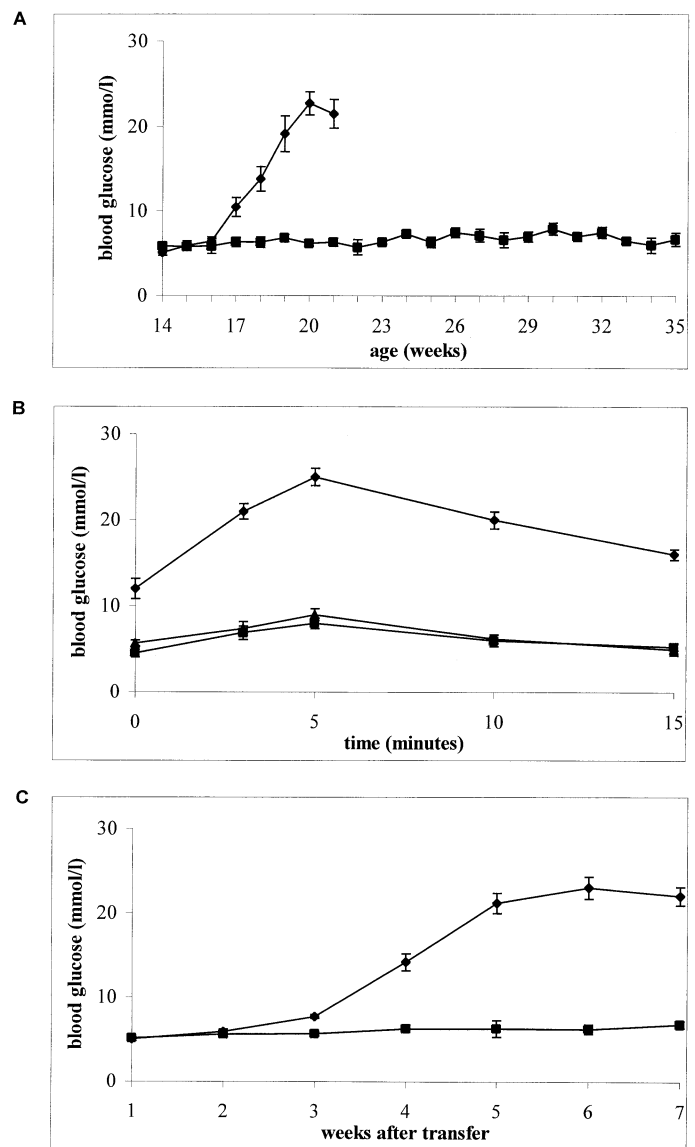 A
30
20
10
0
blood glucose (mmo/l)
14 17 20 23 26 29 32 35
age (weeks)
B
30
20
10
0
blood glucose (mmol/l)
0 5 10 15
time (minutes)
C
30
20
10
0
blood glucose (mmol/l)
1 2 3 4 5 6 7
weeks after transfer